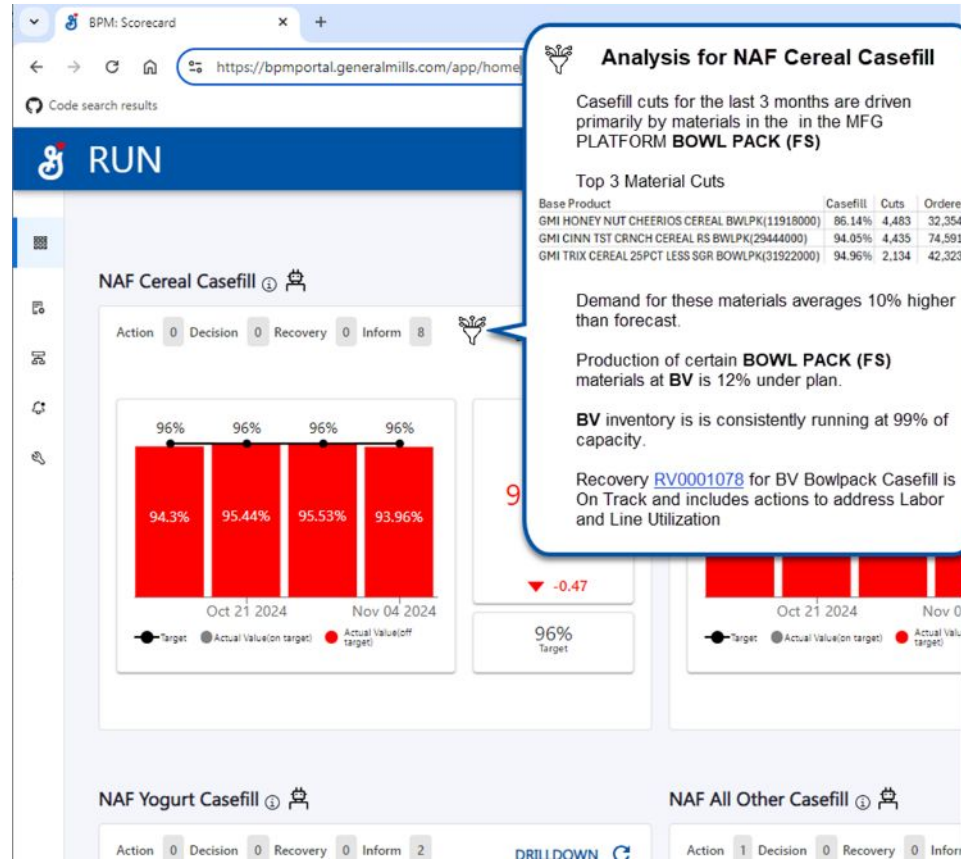 BPM: Scorecard
https://bpmportal.generalmills.com/app/home
Code search results
RUN
Analysis for NAF Cereal Casefill
Casefill cuts for the last 3 months are driven
primarily by materials in the in the MFG
PLATFORM BOWL PACK (FS)
Top 3 Material Cuts
Base Product Casefill Cuts Ordere
GMI HONEY NUT CHEERIOS CEREAL BWLPK(11918000) 86.14% 4,483 32,354
GMI CINN TST CRNCH CEREAL RS BWLPK(29444000) 94.05% 4,435 74,591
GMI TRIX CEREAL 25PCT LESS SGR BOWLPK(31922000) 94.96% 2,134 42,323
Demand for these materials averages 10% higher
than forecast.
Production of certain BOWL PACK (FS)
materials at BV is 12% under plan.
BV inventory is is consistently running at 99% of
capacity.
Recovery RV0001078 for BV Bowlpack Casefill is
On Track and includes actions to address Labor
and Line Utilization
NAF Cereal Casefill
Action 0 Decision 0 Recovery 0 Inform 8
96% 96% 96% 96%
94.3% 95.44% 95.53% 93.96%
9
-0.47
Oct 21 2024 Nov 04 2024
Target Actual Value(on target) Actual Value(off
target)
96%
Target
Oct 21 2024 Nov 0
Target Actual Value(on target) Actual Valu
target)
NAF Yogurt Casefill
Action 0 Decision 0 Recovery 0 Inform 2
DRILLDOWN
NAF All Other Casefill
Action 1 Decision 0 Recovery 0 Inforr